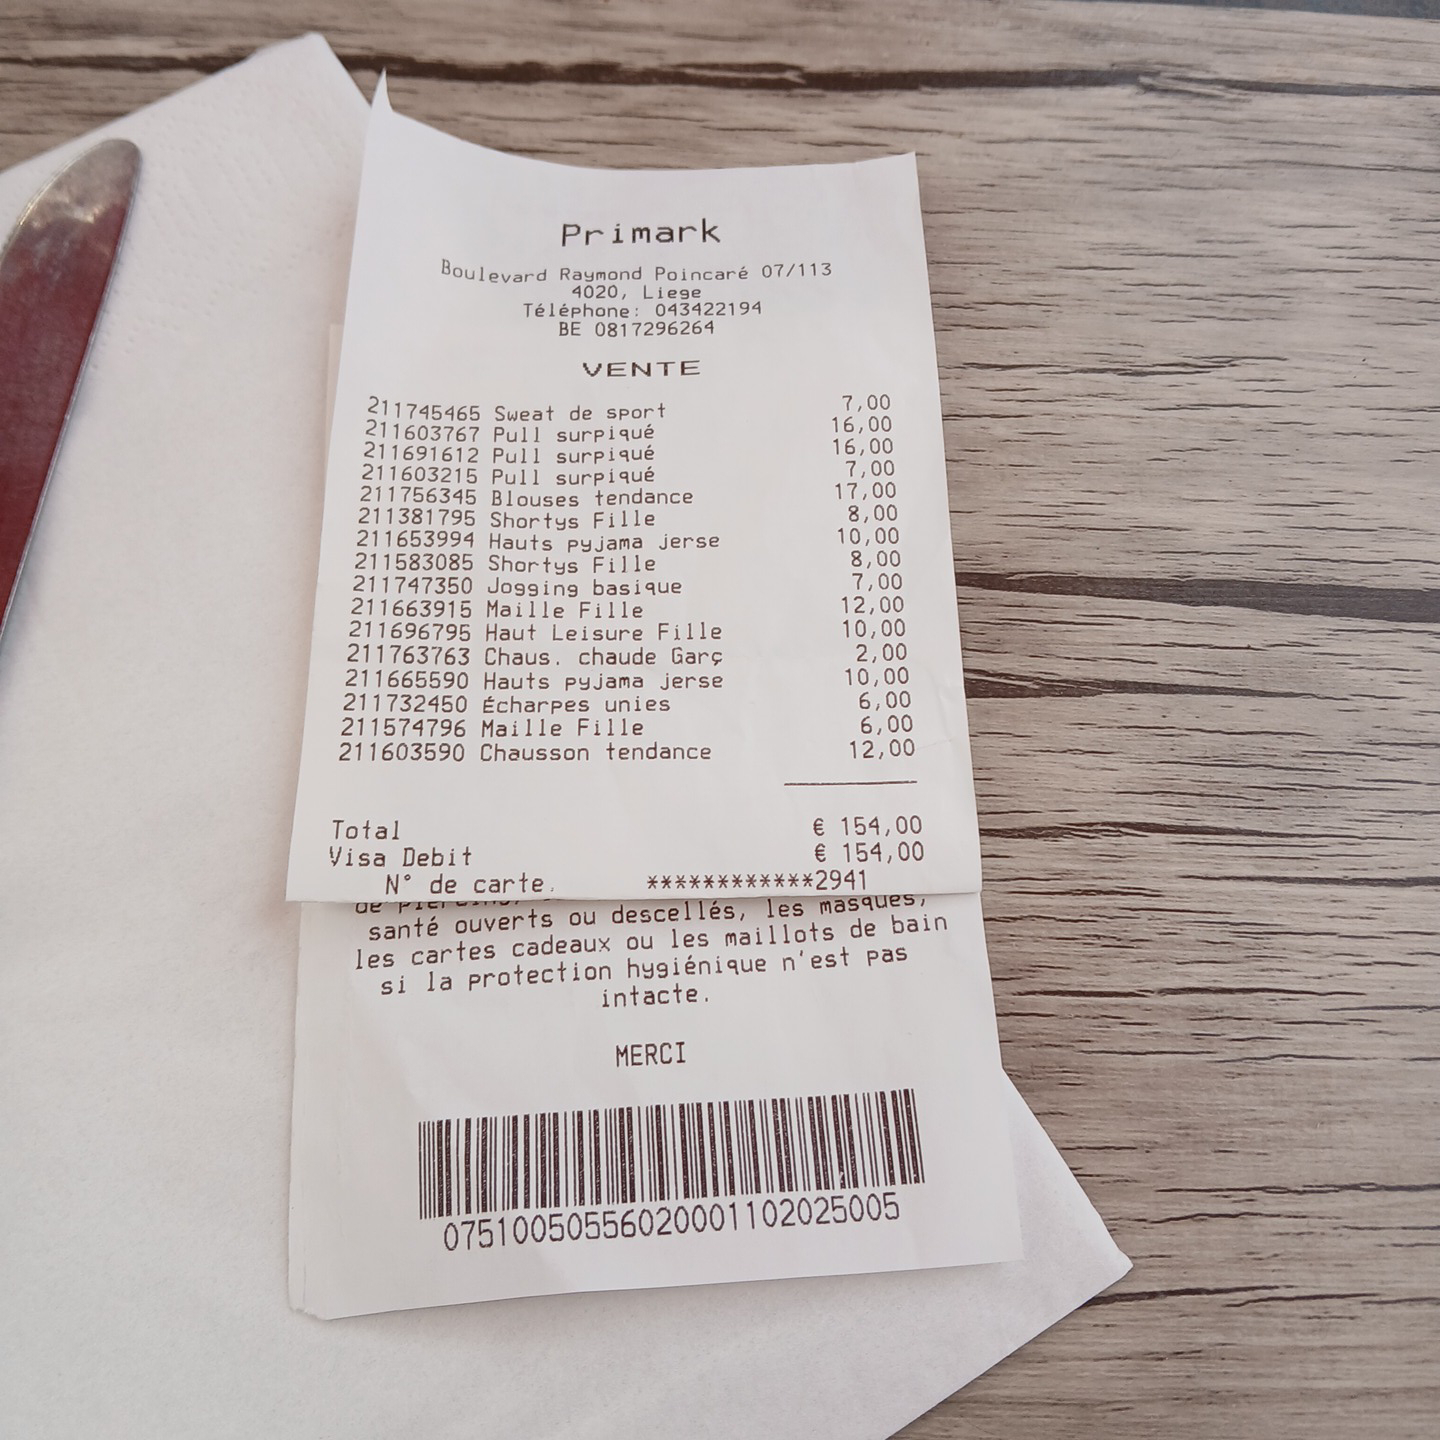 Primark
Boulevard Raymond Poincaré 07/113
4020, Liege
Téléphone: 043422194
BE 0817296264
VENTE
211745465 Sweat de sport 7,00
211603767 Pull surpiqué 16,00
211691612 Pull surpiqué 16,00
211603215 Pull surpiqué 7,00
211756345 Blouses tendance 17,00
211381795 Shortys Fille 8,00
211653994 Hauts pyjama jerse 10,00
211583085 Shortys Fille 8,00
211747350 Jogging basique 7,00
211663915 Maille Fille 12,00
211696795 Haut Leisure Fille 10,00
211763763 Chaus. chaude Garç 2,00
211665590 Hauts pyjama jerse 10,00
211732450 Écharpes unies 6,00
211574796 Maille Fille 6,00
211603590 Chausson tendance 12,00
Total € 154,00
Visa Debit € 154,00
N° de carte. ************2941
de
santé ouverts ou descellés, les masques,
les cartes cadeaux ou les maillots de bain
si la protection hygiénique n'est pas
intacte.
MERCI
07510050556020001102025005